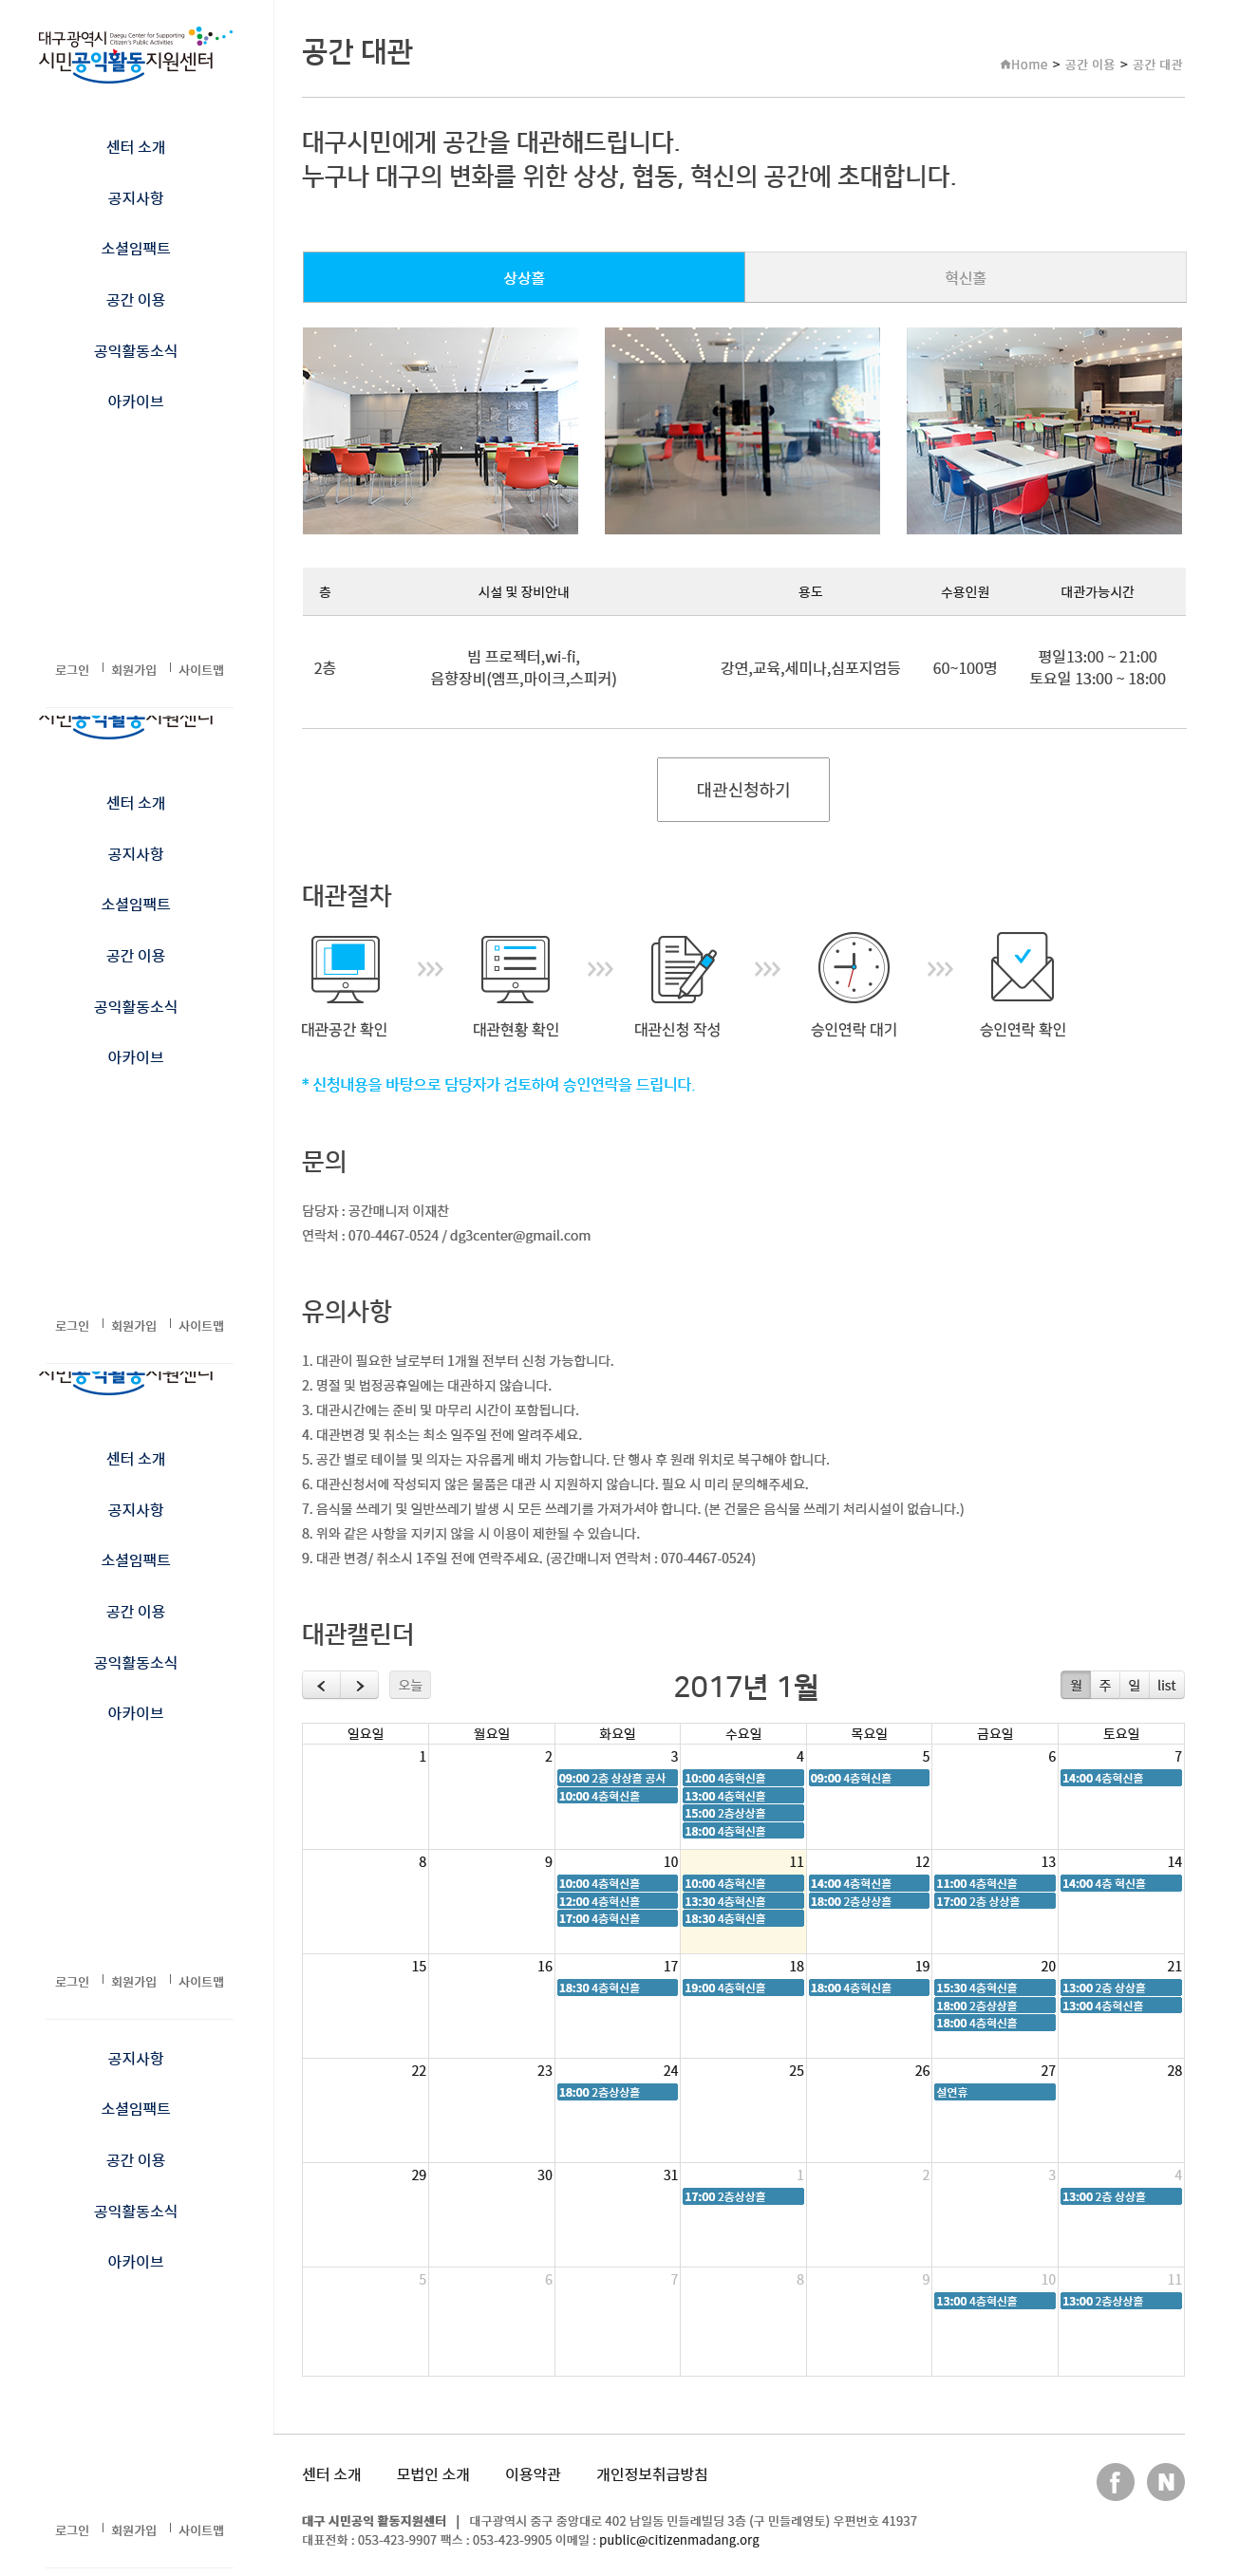 대구광역시 Daegu Center for Supporting Citizen's Public Activities
시민공익활동지원센터
센터 소개
공지사항
소셜임팩트
공간 이용
공익활동소식
아카이브
로그인 | 회원가입 | 사이트맵
시민공익활동지원센터
센터 소개
공지사항
소셜임팩트
공간 이용
공익활동소식
아카이브
로그인 | 회원가입 | 사이트맵
시민공익활동지원센터
센터 소개
공지사항
소셜임팩트
공간 이용
공익활동소식
아카이브
로그인 | 회원가입 | 사이트맵
공지사항
소셜임팩트
공간 이용
공익활동소식
아카이브
로그인 | 회원가입 | 사이트맵
공간 대관
Home > 공간 이용 > 공간 대관
대구시민에게 공간을 대관해드립니다.
누구나 대구의 변화를 위한 상상, 협동, 혁신의 공간에 초대합니다.
상상홀 혁신홀
층 시설 및 장비안내 용도 수용인원 대관가능시간
2층 빔 프로젝터,wi-fi, 음향장비(엠프,마이크,스피커) 강연,교육,세미나,심포지엄등 60~100명 평일13:00 ~ 21:00 토요일 13:00 ~ 18:00
대관신청하기
대관절차
대관공간 확인 대관현황 확인 대관신청 작성 승인연락 대기 승인연락 확인
* 신청내용을 바탕으로 담당자가 검토하여 승인연락을 드립니다.
문의
담당자 : 공간매니저 이재찬
연락처 : 070-4467-0524 / dg3center@gmail.com
유의사항
1. 대관이 필요한 날로부터 1개월 전부터 신청 가능합니다.
2. 명절 및 법정공휴일에는 대관하지 않습니다.
3. 대관시간에는 준비 및 마무리 시간이 포함됩니다.
4. 대관변경 및 취소는 최소 일주일 전에 알려주세요.
5. 공간 별로 테이블 및 의자는 자유롭게 배치 가능합니다. 단 행사 후 원래 위치로 복구해야 합니다.
6. 대관신청서에 작성되지 않은 물품은 대관 시 지원하지 않습니다. 필요 시 미리 문의해주세요.
7. 음식물 쓰레기 및 일반쓰레기 발생 시 모든 쓰레기를 가져가셔야 합니다. (본 건물은 음식물 쓰레기 처리시설이 없습니다.)
8. 위와 같은 사항을 지키지 않을 시 이용이 제한될 수 있습니다.
9. 대관 변경/ 취소시 1주일 전에 연락주세요. (공간매니저 연락처 : 070-4467-0524)
대관캘린더
오늘 2017년 1월 월 주 일 list
일요일 월요일 화요일 수요일 목요일 금요일 토요일
1 2 3 4 5 6 7
09:00 2층 상상홀 공사 10:00 4층혁신홀 09:00 4층혁신홀 14:00 4층혁신홀
10:00 4층혁신홀 13:00 4층혁신홀
15:00 2층상상홀
18:00 4층혁신홀
8 9 10 11 12 13 14
10:00 4층혁신홀 10:00 4층혁신홀 14:00 4층혁신홀 11:00 4층혁신홀 14:00 4층 혁신홀
12:00 4층혁신홀 13:30 4층혁신홀 18:00 2층상상홀 17:00 2층 상상홀
17:00 4층혁신홀 18:30 4층혁신홀
15 16 17 18 19 20 21
18:30 4층혁신홀 19:00 4층혁신홀 18:00 4층혁신홀 15:30 4층혁신홀 13:00 2층 상상홀
18:00 2층상상홀 13:00 4층혁신홀
18:00 4층혁신홀
22 23 24 25 26 27 28
18:00 2층상상홀 설연휴
29 30 31 1 2 3 4
17:00 2층상상홀 13:00 2층 상상홀
5 6 7 8 9 10 11
13:00 4층혁신홀 13:00 2층상상홀
센터 소개 모법인 소개 이용약관 개인정보취급방침
f N
대구 시민공익 활동지원센터 | 대구광역시 중구 중앙대로 402 남일동 민들레빌딩 3층 (구 민들레영토) 우편번호 41937
대표전화 : 053-423-9907 팩스 : 053-423-9905 이메일 : public@citizenmadang.org